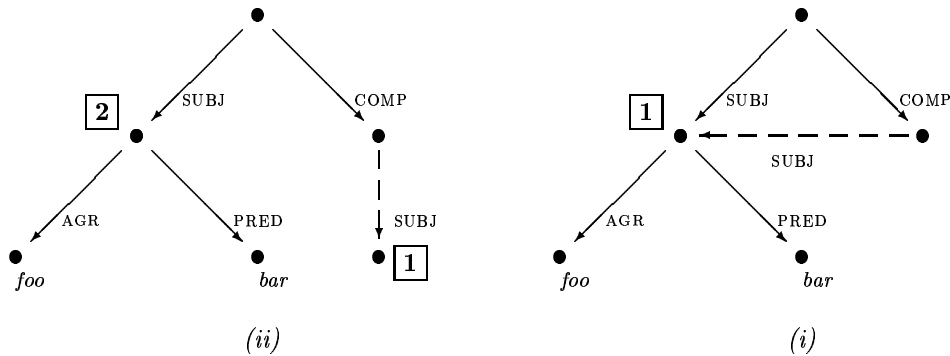 SUBJ COMP SUBJ COMP
2 1
SUBJ
AGR PRED SUBJ AGR PRED
1
foo bar foo bar
(ii) (i)